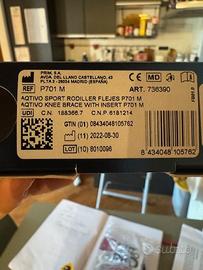 PRIM, S.A.
AVDA. DEL LLANO CASTELLANO, 43
PLTA 3 - 28034 MADRID (ESPAÑA)
CE MD
REF P701 M ART. 736390
AQTIVO SPORT RODILLER FLEJES P701 M
AQTIVO KNEE BRACE WITH INSERT P701 M
C.N. 188366.7 C.N.P. 6181214
GTIN (01) 08434048105762
(11) 2022-08-30
LOT (10) 8010096
8 434048 105762
Subito